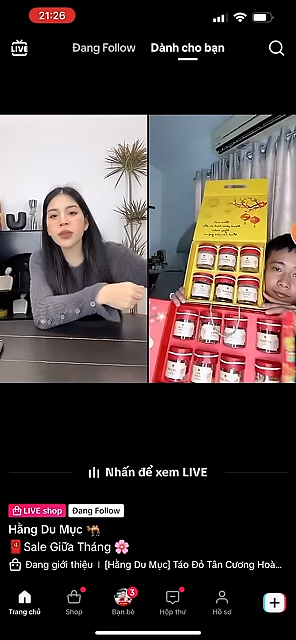 21:26
LIVE
Đang Follow
Dành cho bạn
Nhấn để xem LIVE
LIVE shop
Đang Follow
Hằng Du Mục 🐫
🧧Sale Giữa Tháng 🌸
Đang giới thiệu | [Hằng Du Mục] Táo Đỏ Tân Cương Hoà...
3
Trang chủ
Shop
Bạn bè
Hộp thư
Hồ sơ